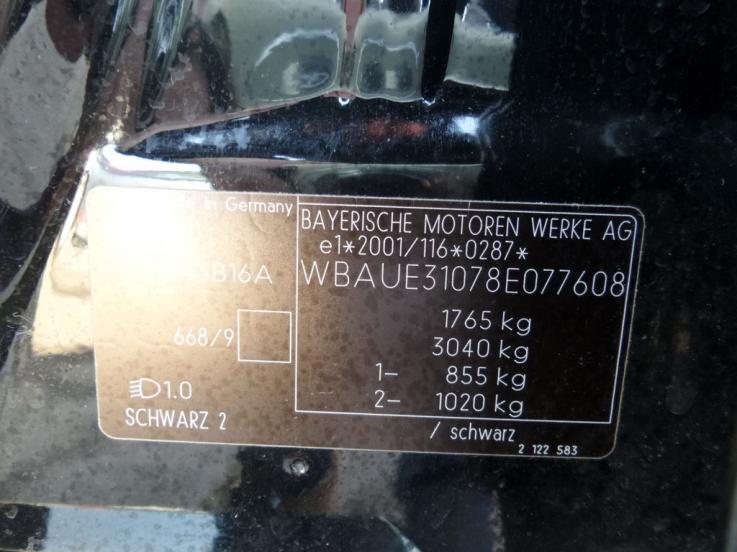 in Germany
BAYERISCHE MOTOREN WERKE AG
e1*2001/116*0287*
B16A
WBAUE31078E077608
1765 kg
668/9
3040 kg
1– 855 kg
1.0
2– 1020 kg
SCHWARZ 2
/ schwarz
2 122 583